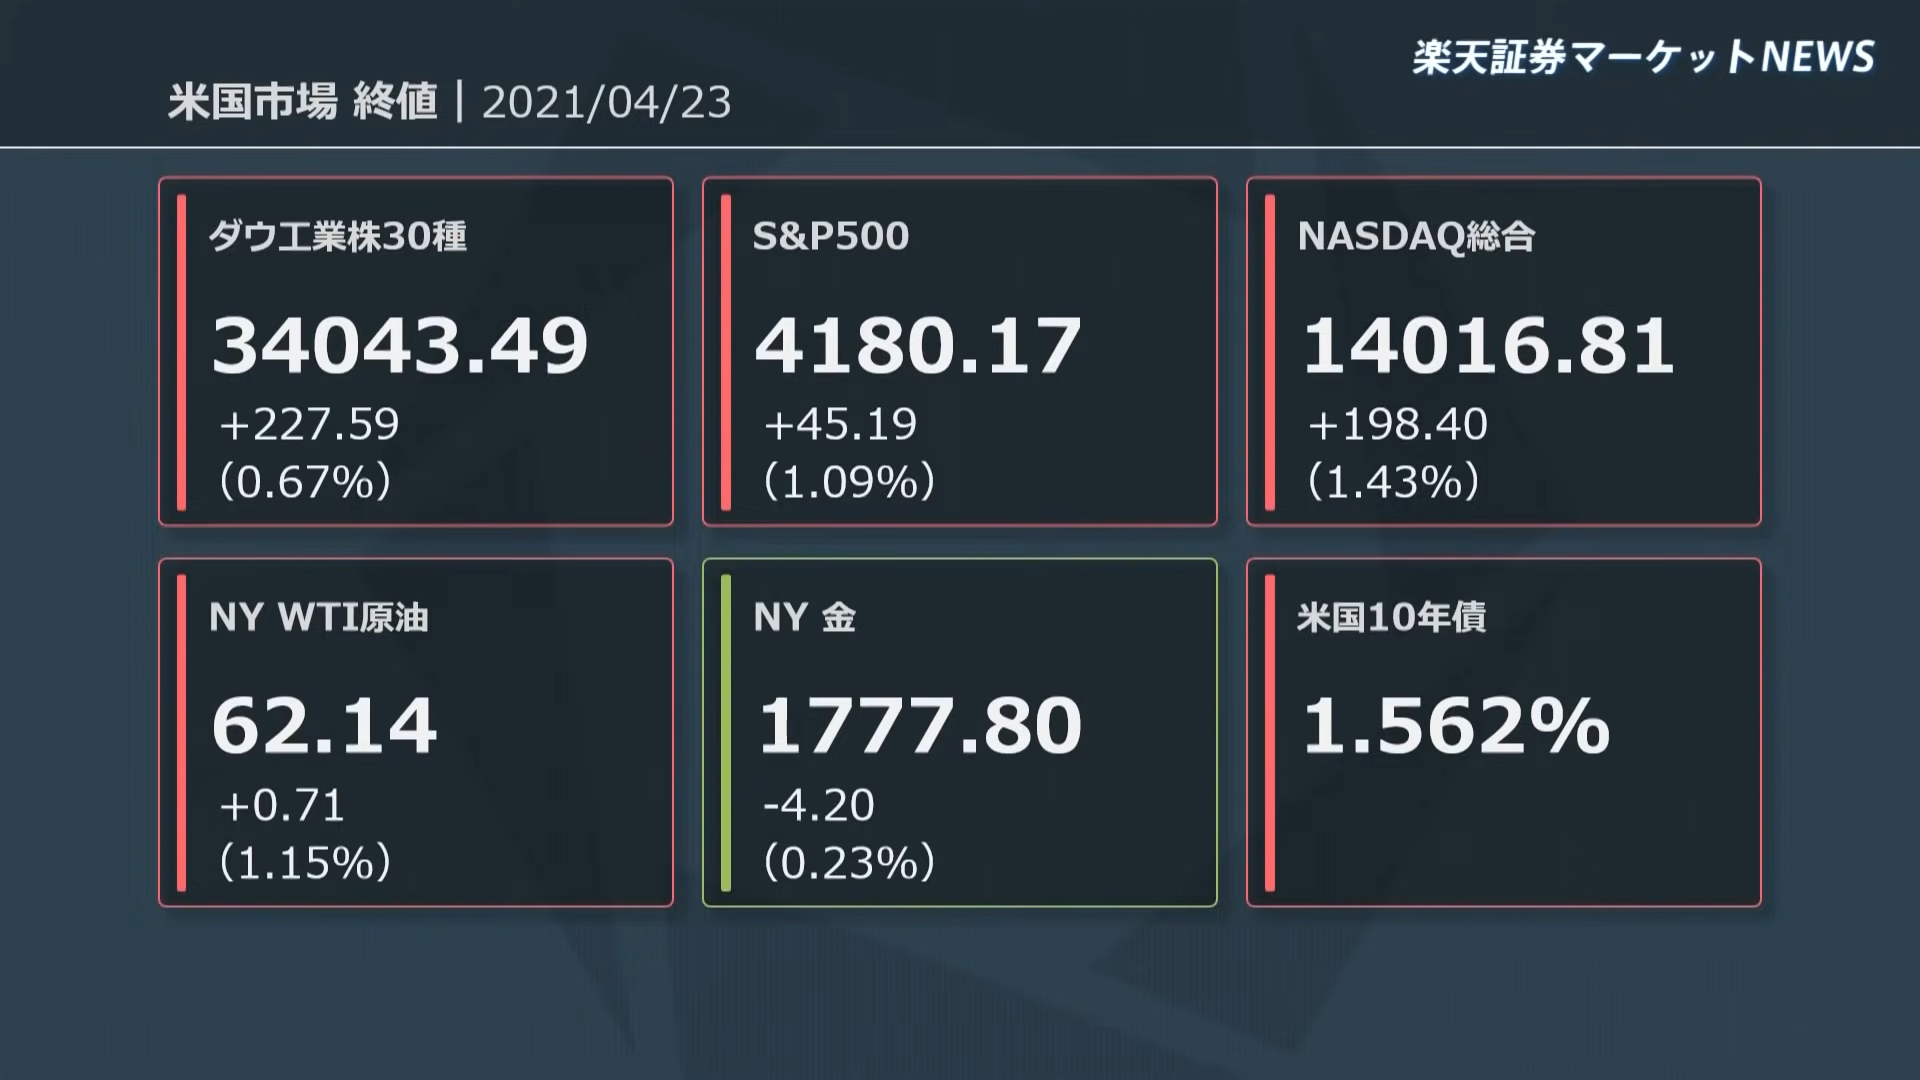 楽天証券マーケットNEWS
米国市場 終値｜2021/04/23
ダウ工業株30種
34043.49
+227.59
(0.67%)
S&P500
4180.17
+45.19
(1.09%)
NASDAQ総合
14016.81
+198.40
(1.43%)
NY WTI原油
62.14
+0.71
(1.15%)
NY 金
1777.80
-4.20
(0.23%)
米国10年債
1.562%